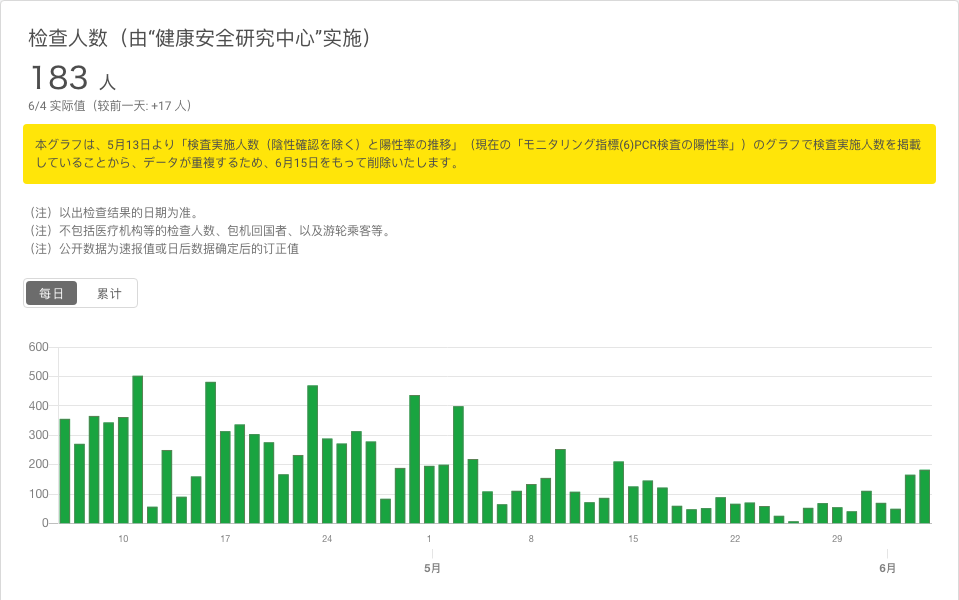 检查人数（由“健康安全研究中心”实施）
183 人
6/4 实际值（较前一天: +17 人）
本グラフは、5月13日より「検査実施人数（陰性確認を除く）と陽性率の推移」（現在の「モニタリング指標(6)PCR検査の陽性率」）のグラフで検査実施人数を掲載
していることから、データが重複するため、6月15日をもって削除いたします。
（注）以出检查结果的日期为准。
（注）不包括医疗机构等的检查人数、包机回国者、以及游轮乘客等。
（注）公开数据为速报值或日后数据确定后的订正值
每日 累计
600
500
400
300
200
100
0
10 17 24 1 8 15 22 29
5月 6月